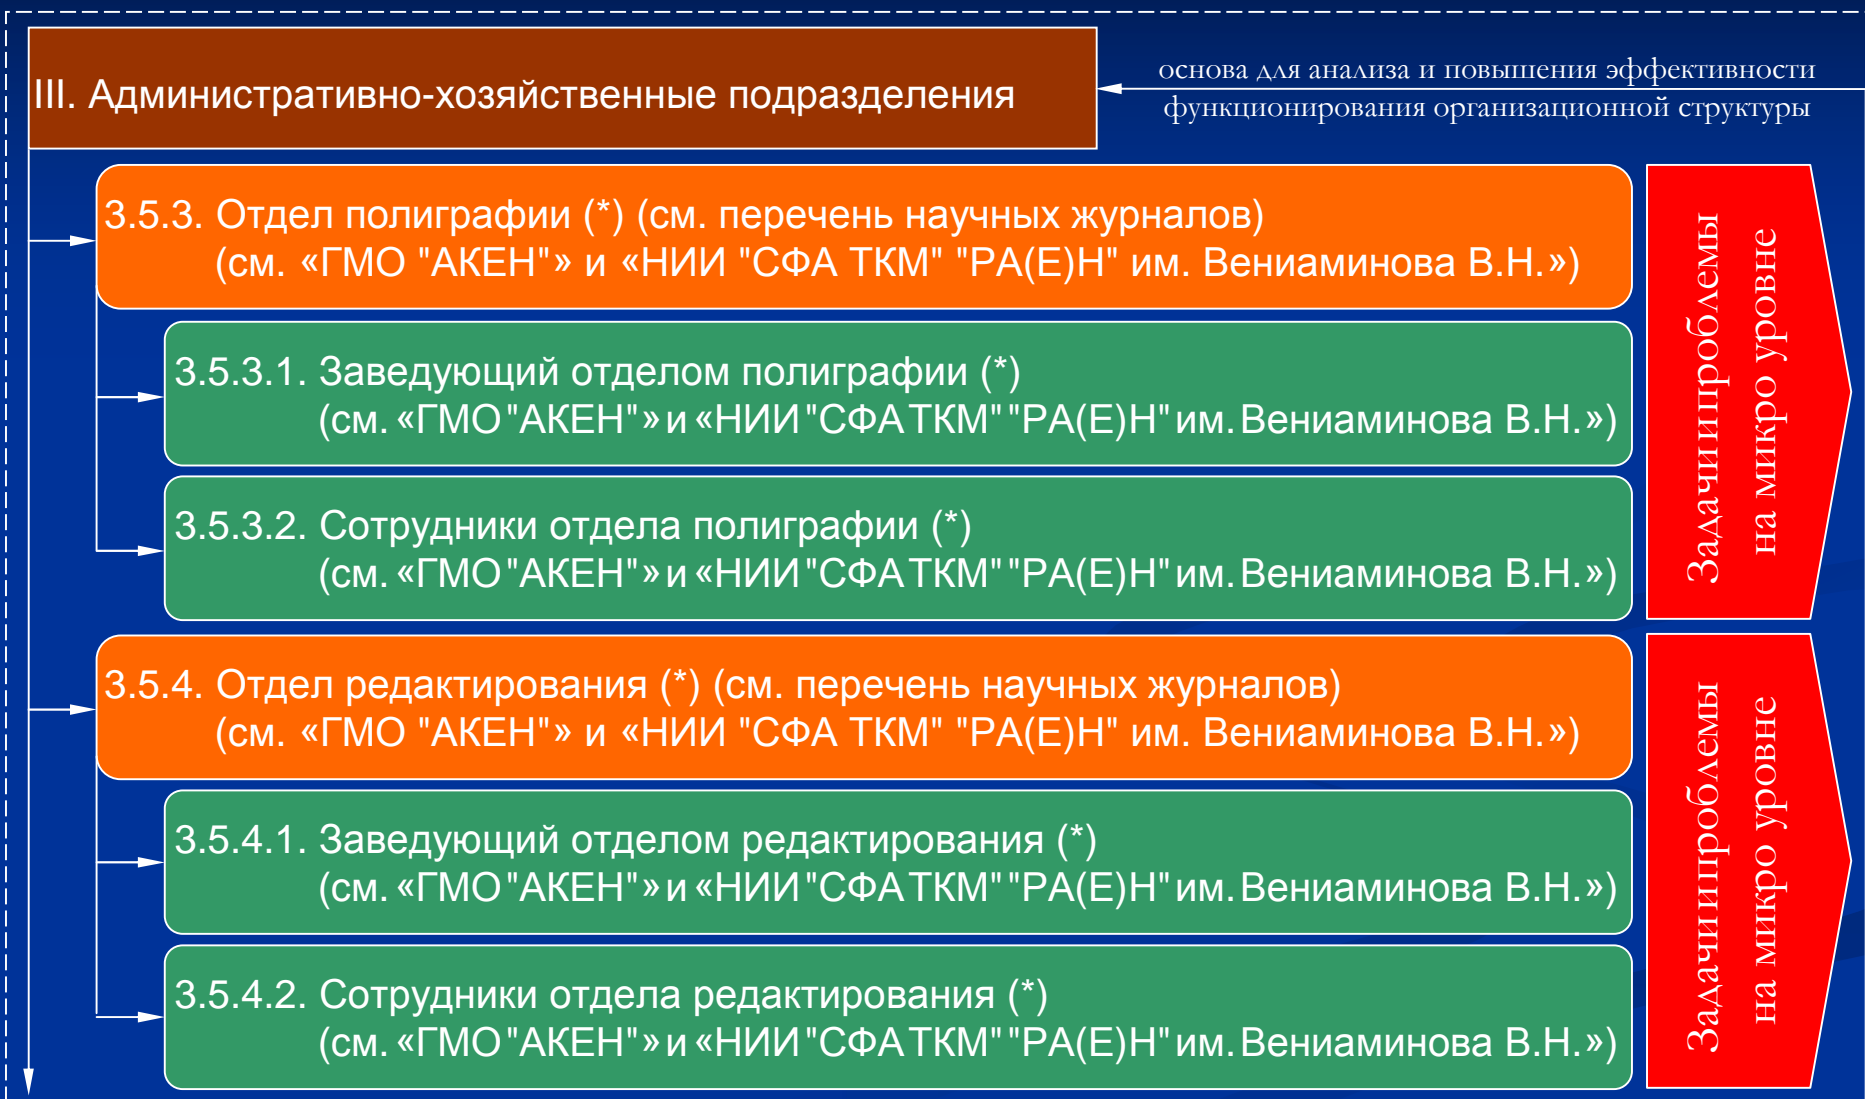 III. Административно-хозяйственные подразделения
основа для анализа и повышения эффективности
функционирования организационной структуры
3.5.3. Отдел полиграфии (*) (см. перечень научных журналов)
(см. «ГМО "АКЕН"» и «НИИ "СФА ТКМ" "РА(Е)Н" им. Вениаминова В.Н.»)
3.5.3.1. Заведующий отделом полиграфии (*)
(см. «ГМО "АКЕН"» и «НИИ "СФА ТКМ" "РА(Е)Н" им. Вениаминова В.Н.»)
3.5.3.2. Сотрудники отдела полиграфии (*)
(см. «ГМО "АКЕН"» и «НИИ "СФА ТКМ" "РА(Е)Н" им. Вениаминова В.Н.»)
Задачи и проблемы
на микро уровне
3.5.4. Отдел редактирования (*) (см. перечень научных журналов)
(см. «ГМО "АКЕН"» и «НИИ "СФА ТКМ" "РА(Е)Н" им. Вениаминова В.Н.»)
3.5.4.1. Заведующий отделом редактирования (*)
(см. «ГМО "АКЕН"» и «НИИ "СФА ТКМ" "РА(Е)Н" им. Вениаминова В.Н.»)
3.5.4.2. Сотрудники отдела редактирования (*)
(см. «ГМО "АКЕН"» и «НИИ "СФА ТКМ" "РА(Е)Н" им. Вениаминова В.Н.»)
Задачи и проблемы
на микро уровне